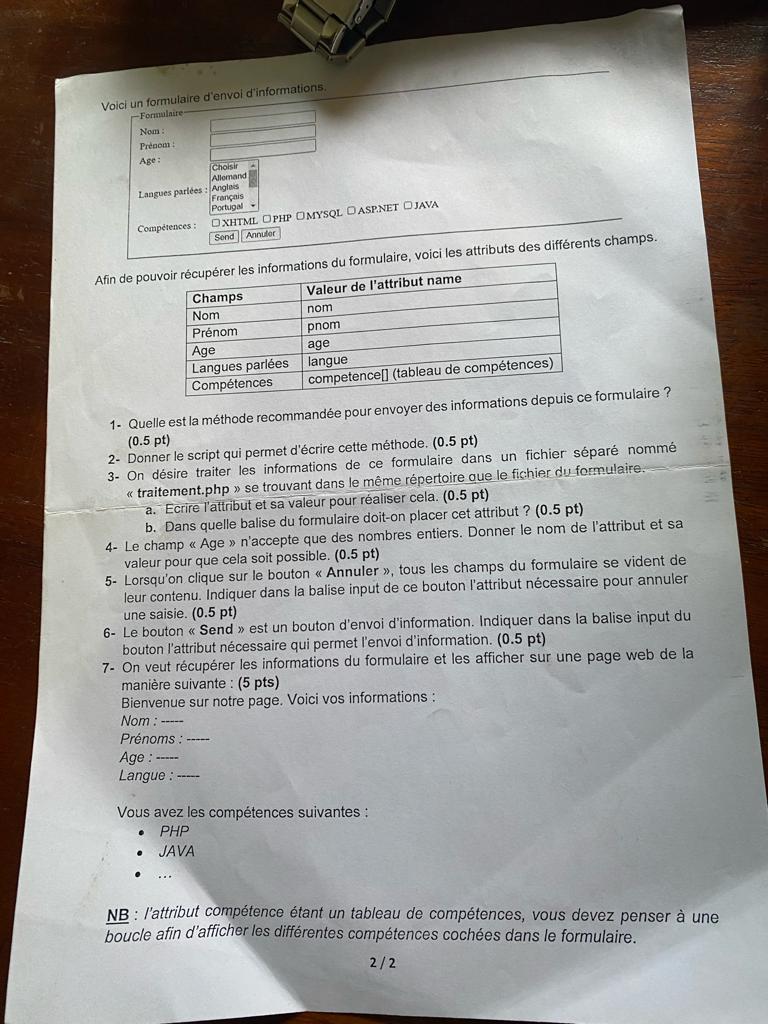 Voici un formulaire d'envoi d'informations.
Formulaire
Nom :
Prénom :
Age :
Langues parlées :
Choisir
Allemand
Anglais
Français
Portugal
Compétences :
XHTML PHP MYSQL ASP.NET JAVA
Send Annuler
Afin de pouvoir récupérer les informations du formulaire, voici les attributs des différents champs.
Champs Valeur de l'attribut name
Nom nom
Prénom pnom
Age age
Langues parlées langue
Compétences competence[] (tableau de compétences)
1- Quelle est la méthode recommandée pour envoyer des informations depuis ce formulaire ?
(0.5 pt)
2- Donner le script qui permet d'écrire cette méthode. (0.5 pt)
3- On désire traiter les informations de ce formulaire dans un fichier séparé nommé
« traitement.php » se trouvant dans le même répertoire que le fichier du formulaire.
a. Ecrire l'attribut et sa valeur pour réaliser cela. (0.5 pt)
b. Dans quelle balise du formulaire doit-on placer cet attribut ? (0.5 pt)
4- Le champ « Age » n'accepte que des nombres entiers. Donner le nom de l'attribut et sa
valeur pour que cela soit possible. (0.5 pt)
5- Lorsqu'on clique sur le bouton « Annuler », tous les champs du formulaire se vident de
leur contenu. Indiquer dans la balise input de ce bouton l'attribut nécessaire pour annuler
une saisie. (0.5 pt)
6- Le bouton « Send » est un bouton d'envoi d'information. Indiquer dans la balise input du
bouton l'attribut nécessaire qui permet l'envoi d'information. (0.5 pt)
7- On veut récupérer les informations du formulaire et les afficher sur une page web de la
manière suivante : (5 pts)
Bienvenue sur notre page. Voici vos informations :
Nom : -----
Prénoms : -----
Age : -----
Langue : -----
Vous avez les compétences suivantes :
• PHP
• JAVA
• ...
NB : l'attribut compétence étant un tableau de compétences, vous devez penser à une
boucle afin d'afficher les différentes compétences cochées dans le formulaire.
2 / 2